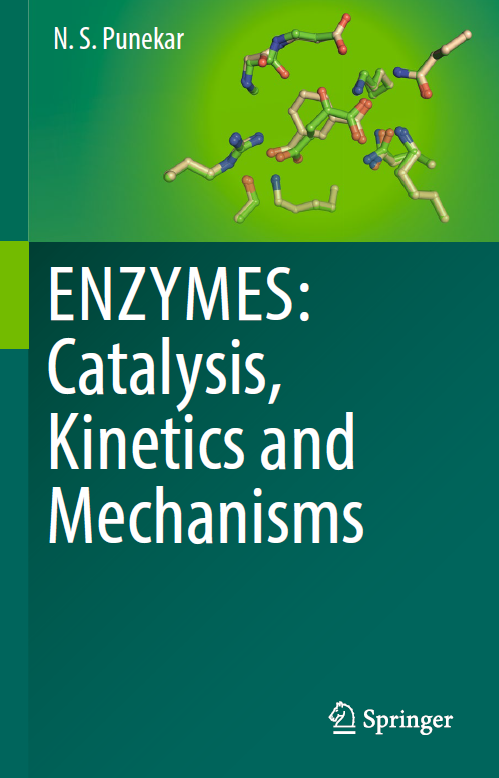 N. S. Punekar
ENZYMES:
Catalysis,
Kinetics and
Mechanisms
Springer